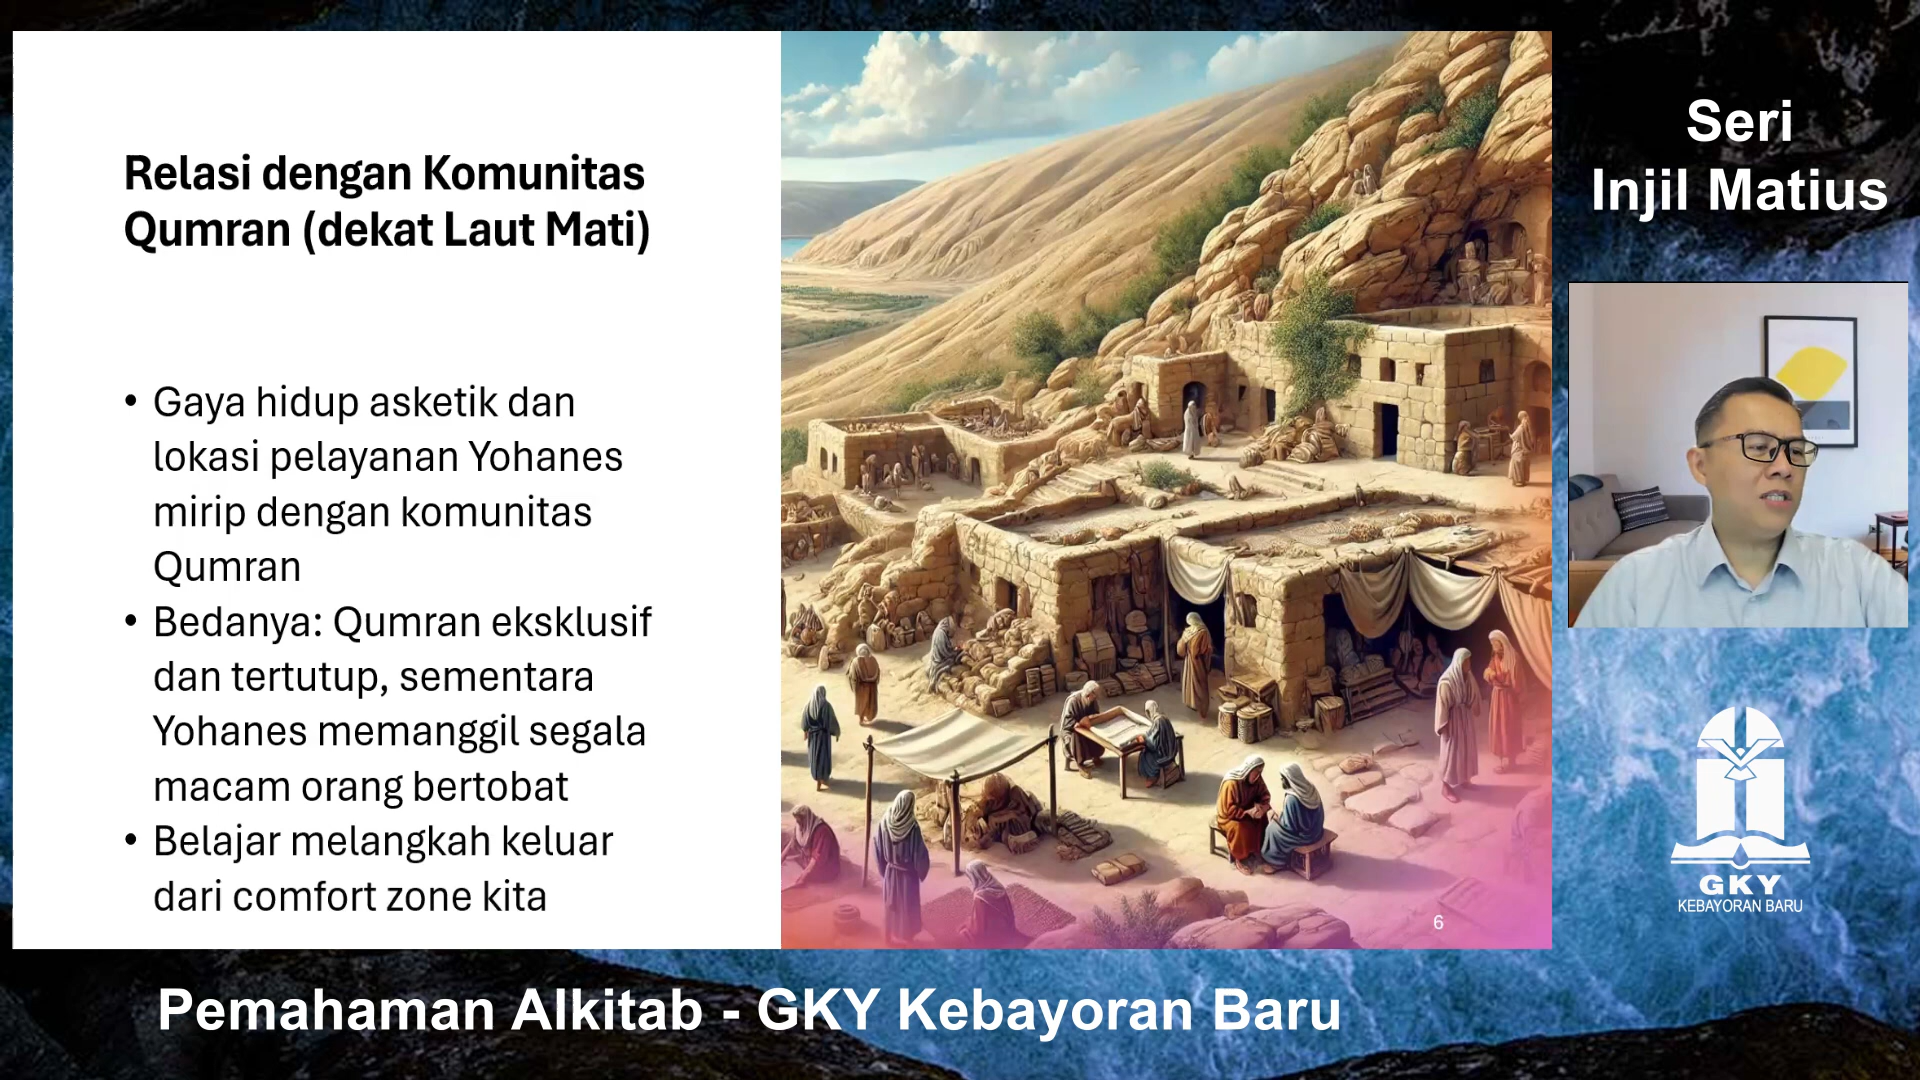 Relasi dengan Komunitas
Qumran (dekat Laut Mati)
• Gaya hidup asketik dan
lokasi pelayanan Yohanes
mirip dengan komunitas
Qumran
• Bedanya: Qumran eksklusif
dan tertutup, sementara
Yohanes memanggil segala
macam orang bertobat
• Belajar melangkah keluar
dari comfort zone kita
6
Seri
Injil Matius
GKY
KEBAYORAN BARU
Pemahaman Alkitab - GKY Kebayoran Baru